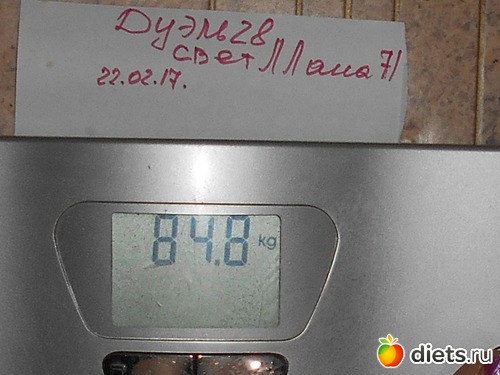 Дуэль28
светЛЛана71
22.02.17.
84.8 kg
diets.ru